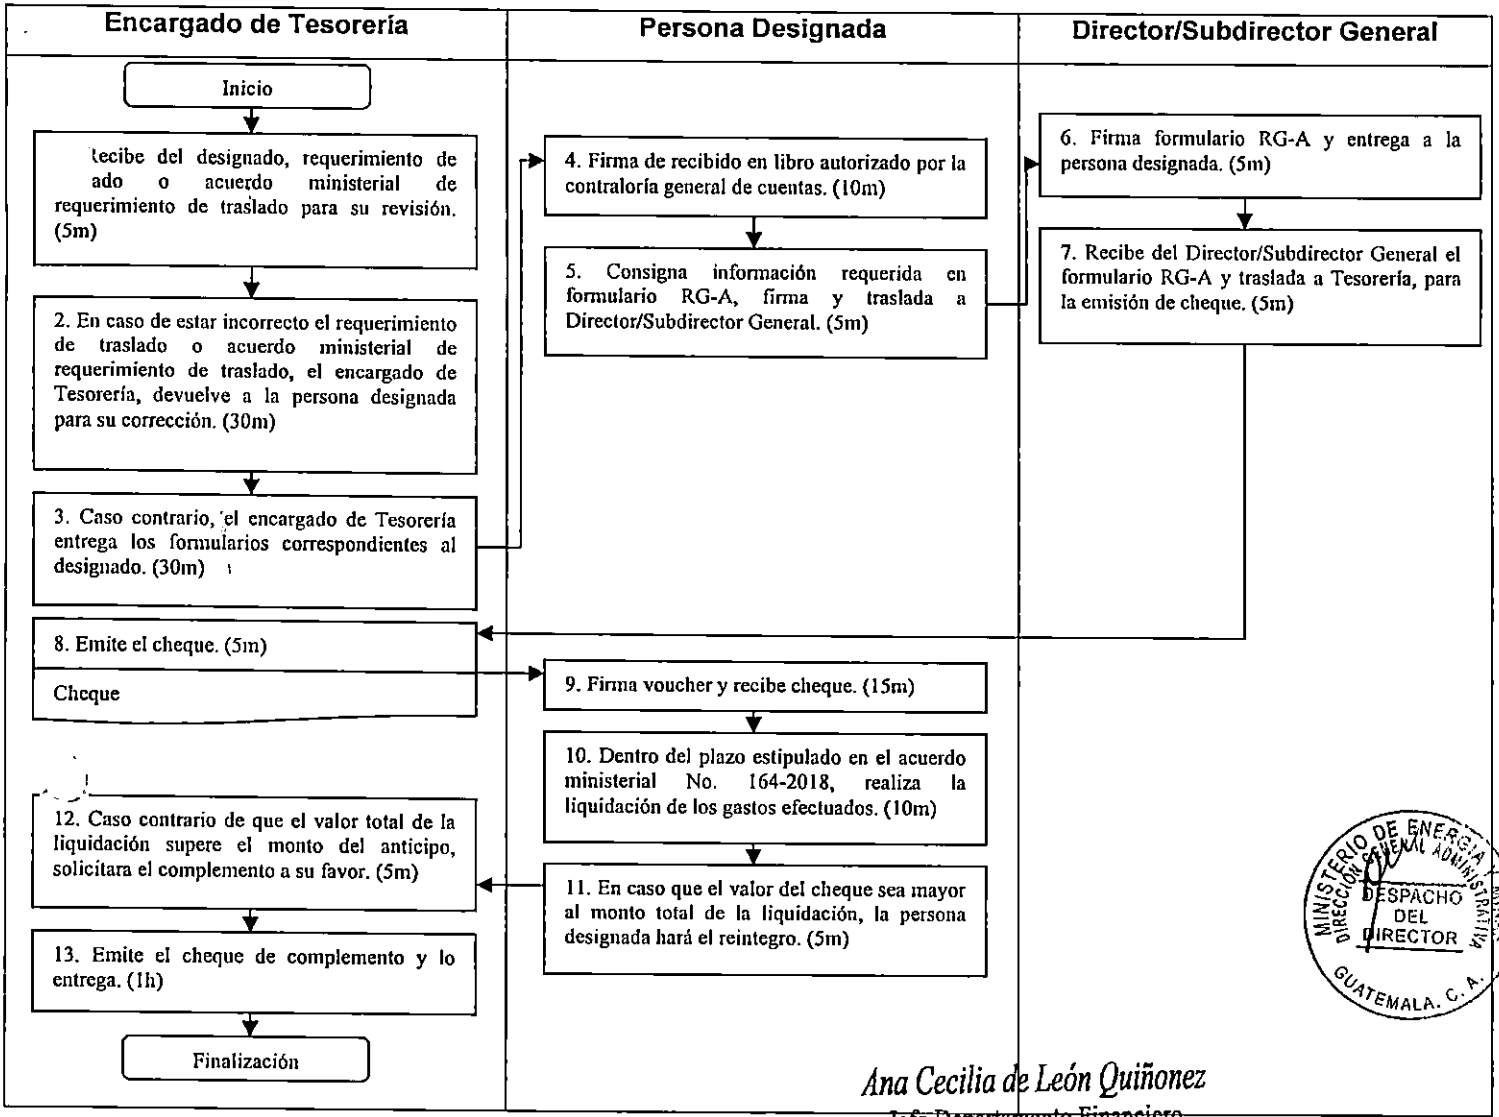 Encargado de Tesorería
Persona Designada
Director/Subdirector General
Inicio
ecibe del designado, requerimiento de
ado o acuerdo ministerial de
requerimiento de traslado para su revisión.
(5m)
2. En caso de estar incorrecto el requerimiento
de traslado o acuerdo ministerial de
requerimiento de traslado, el encargado de
Tesorería, devuelve a la persona designada
para su corrección. (30m)
3. Caso contrario, el encargado de Tesorería
entrega los formularios correspondientes al
designado. (30m)
4. Firma de recibido en libro autorizado por la
contraloría general de cuentas. (10m)
5. Consigna información requerida en
formulario RG-A, firma y traslada a
Director/Subdirector General. (5m)
6. Firma formulario RG-A y entrega a la
persona designada. (5m)
7. Recibe del Director/Subdirector General el
formulario RG-A y traslada a Tesorería, para
la emisión de cheque. (5m)
8. Emite el cheque. (5m)
Cheque
9. Firma voucher y recibe cheque. (15m)
10. Dentro del plazo estipulado en el acuerdo
ministerial No. 164-2018, realiza la
liquidación de los gastos efectuados. (10m)
11. En caso que el valor del cheque sea mayor
al monto total de la liquidación, la persona
designada hará el reintegro. (5m)
12. Caso contrario de que el valor total de la
liquidación supere el monto del anticipo,
solicitara el complemento a su favor. (5m)
13. Emite el cheque de complemento y lo
entrega. (1h)
Finalización
MINISTERIO DE ENERGIA Y
DIRECCIÓN GENERAL ADMINISTRATIVA
DESPACHO
DEL
DIRECTOR
GUATEMALA, C. A.
Ana Cecilia de León Quiñonez
Jefe Departamento Financiero